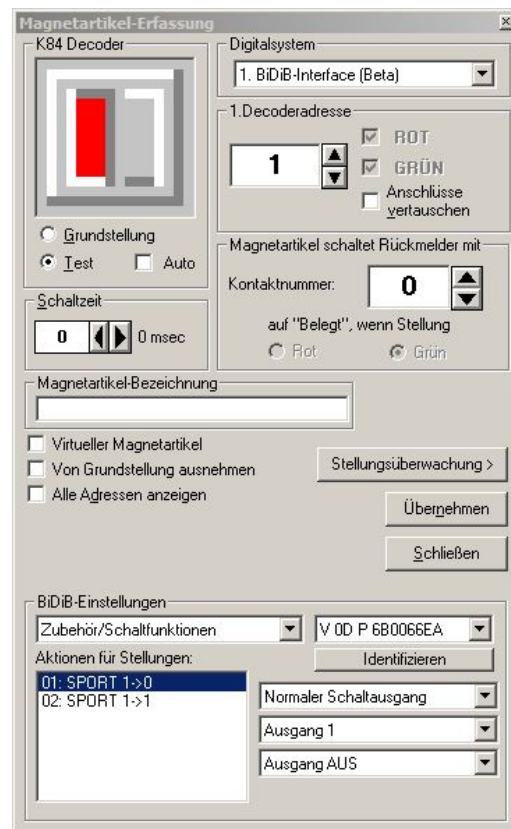 Magnetartikel-Erfassung
K84 Decoder
Grundstellung
Test
Auto
Schaltzeit
0
0 msec
Digitalsystem
1. BiDiB-Interface (Beta)
1.Decoderadresse
1
ROT
GRÜN
Anschlüsse
vertauschen
Magnetartikel schaltet Rückmelder mit
Kontaktnummer:
0
auf "Belegt", wenn Stellung
Rot
Grün
Magnetartikel-Bezeichnung
Virtueller Magnetartikel
Von Grundstellung ausnehmen
Alle Adressen anzeigen
Stellungsüberwachung >
Übernehmen
Schließen
BiDiB-Einstellungen
Zubehör/Schaltfunktionen
V 0D P 6B0066EA
Aktionen für Stellungen:
Identifizieren
01: SPORT 1->0
02: SPORT 1->1
Normaler Schaltausgang
Ausgang 1
Ausgang AUS